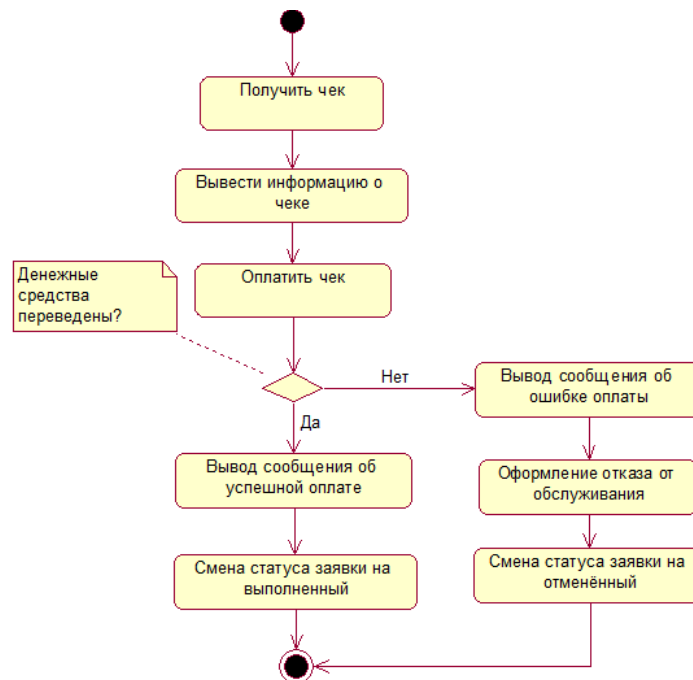 Получить чек
Вывести информацию о
чеке
Денежные
средства
переведены?
Оплатить чек
Нет
Вывод сообщения об
ошибке оплаты
Да
Вывод сообщения об
успешной оплате
Оформление отказа от
обслуживания
Смена статуса заявки на
выполненный
Смена статуса заявки на
отменённый